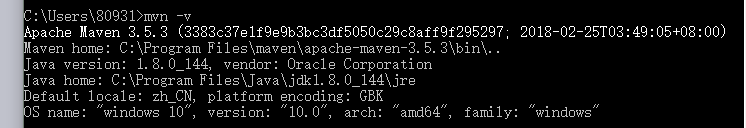 C:\Users\80931>mvn -v
Apache Maven 3.5.3 (3383c37e1f9e9b3bc3df5050c29c8aff9f295297; 2018-02-25T03:49:05+08:00)
Maven home: C:\Program Files\maven\apache-maven-3.5.3\bin\..
Java version: 1.8.0_144, vendor: Oracle Corporation
Java home: C:\Program Files\Java\jdk1.8.0_144\jre
Default locale: zh_CN, platform encoding: GBK
OS name: "windows 10", version: "10.0", arch: "amd64", family: "windows"